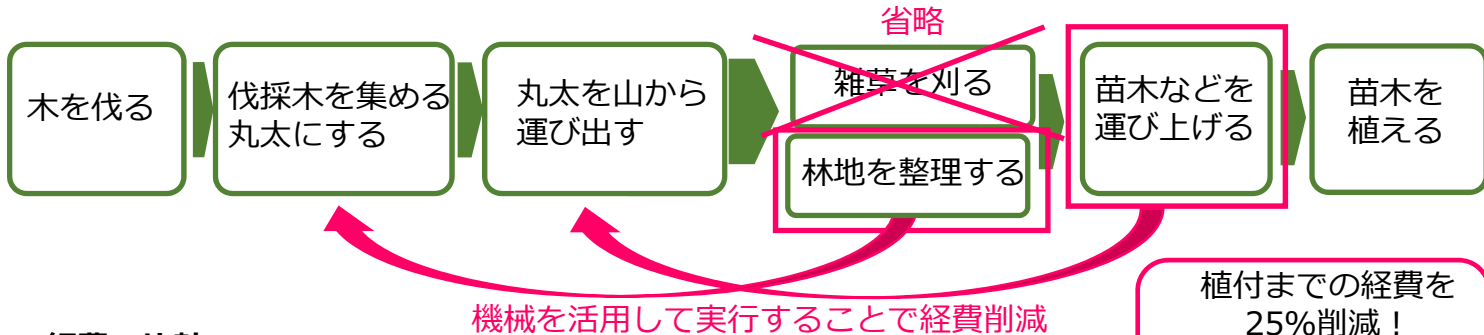 省略
木を伐る
伐採木を集める
丸太にする
丸太を山から
運び出す
雑草を刈る
林地を整理する
苗木などを
運び上げる
苗木を
植える
機械を活用して実行することで経費削減
植付までの経費を
25%削減！